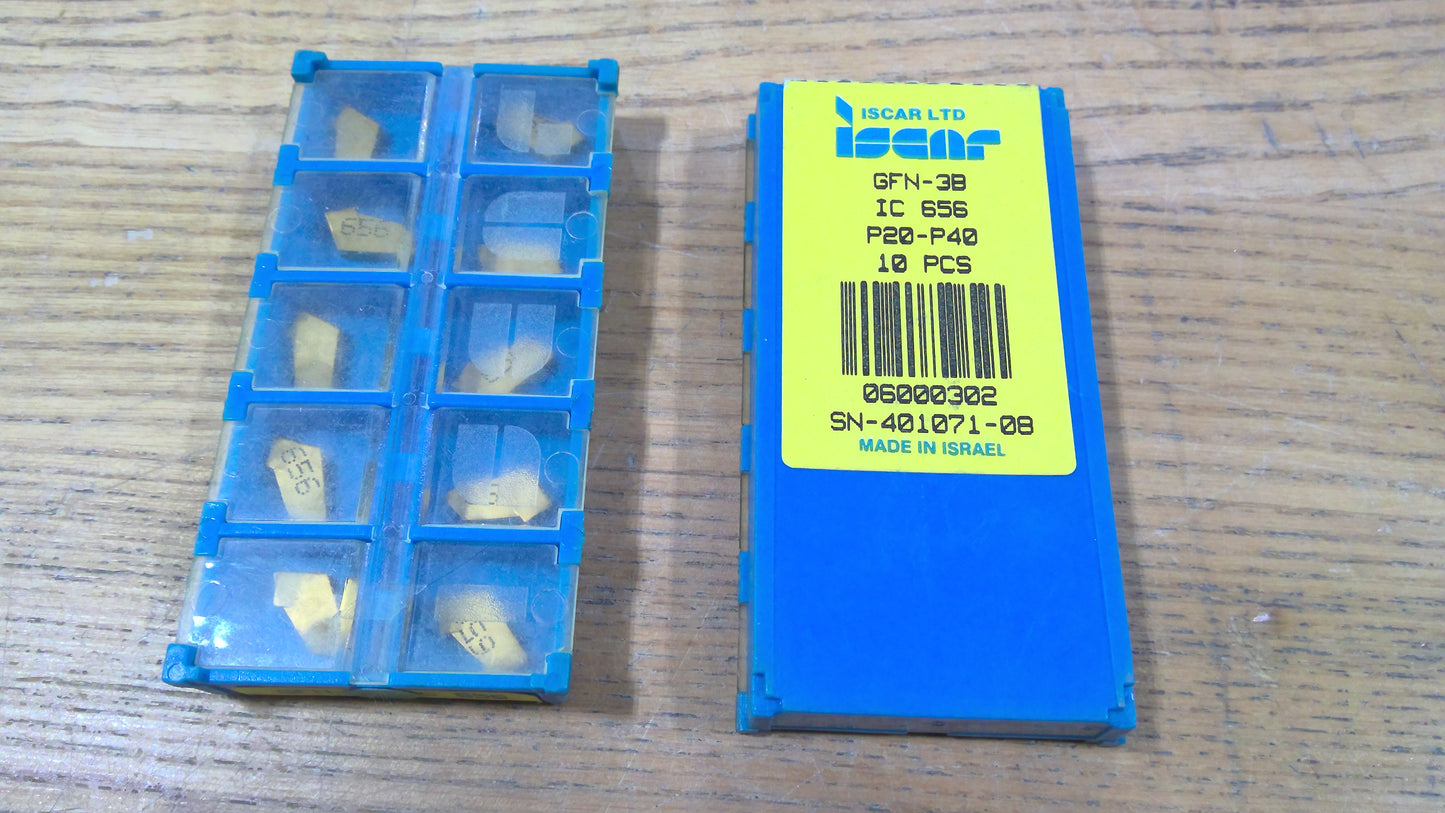 656
656
ISCAR LTD
iscar
GFN-3B
IC 656
P20-P40
10 PCS
06000302
SN-401071-08
MADE IN ISRAEL